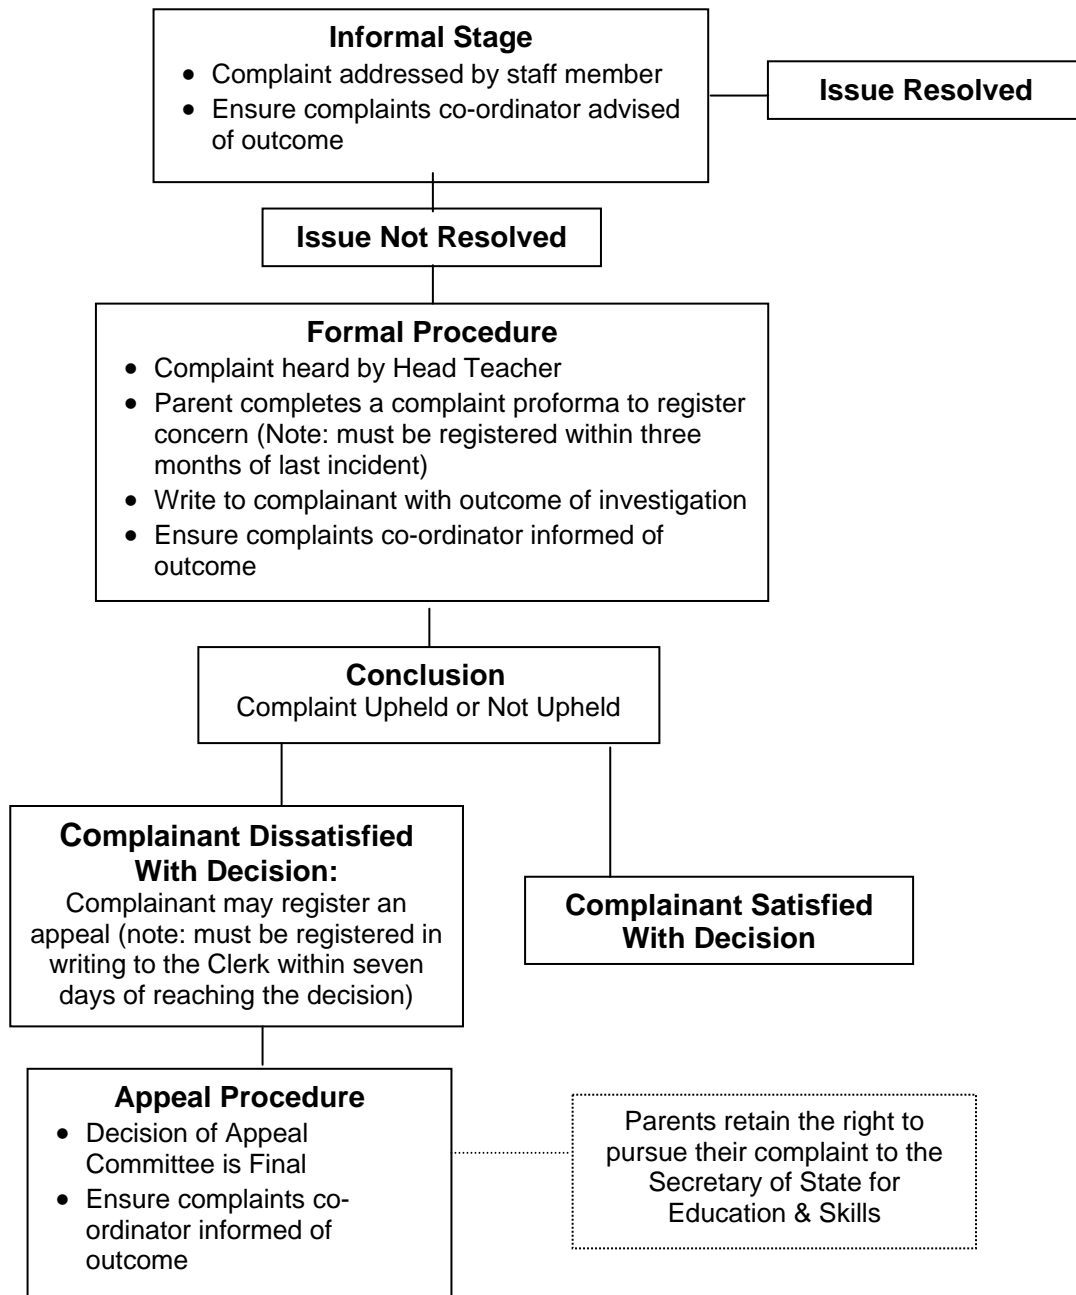 Informal Stage
• Complaint addressed by staff member
• Ensure complaints co-ordinator advised
of outcome
Issue Resolved
Issue Not Resolved
Formal Procedure
• Complaint heard by Head Teacher
• Parent completes a complaint proforma to register
concern (Note: must be registered within three
months of last incident)
• Write to complainant with outcome of investigation
• Ensure complaints co-ordinator informed of
outcome
Conclusion
Complaint Upheld or Not Upheld
Complainant Dissatisfied
With Decision:
Complainant may register an
appeal (note: must be registered in
writing to the Clerk within seven
days of reaching the decision)
Complainant Satisfied
With Decision
Appeal Procedure
• Decision of Appeal
Committee is Final
• Ensure complaints co-
ordinator informed of
outcome
Parents retain the right to
pursue their complaint to the
Secretary of State for
Education & Skills